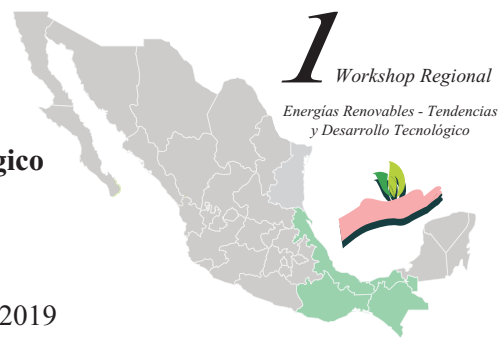 1 Workshop Regional
Energías Renovables - Tendencias
y Desarrollo Tecnológico
gico
2019